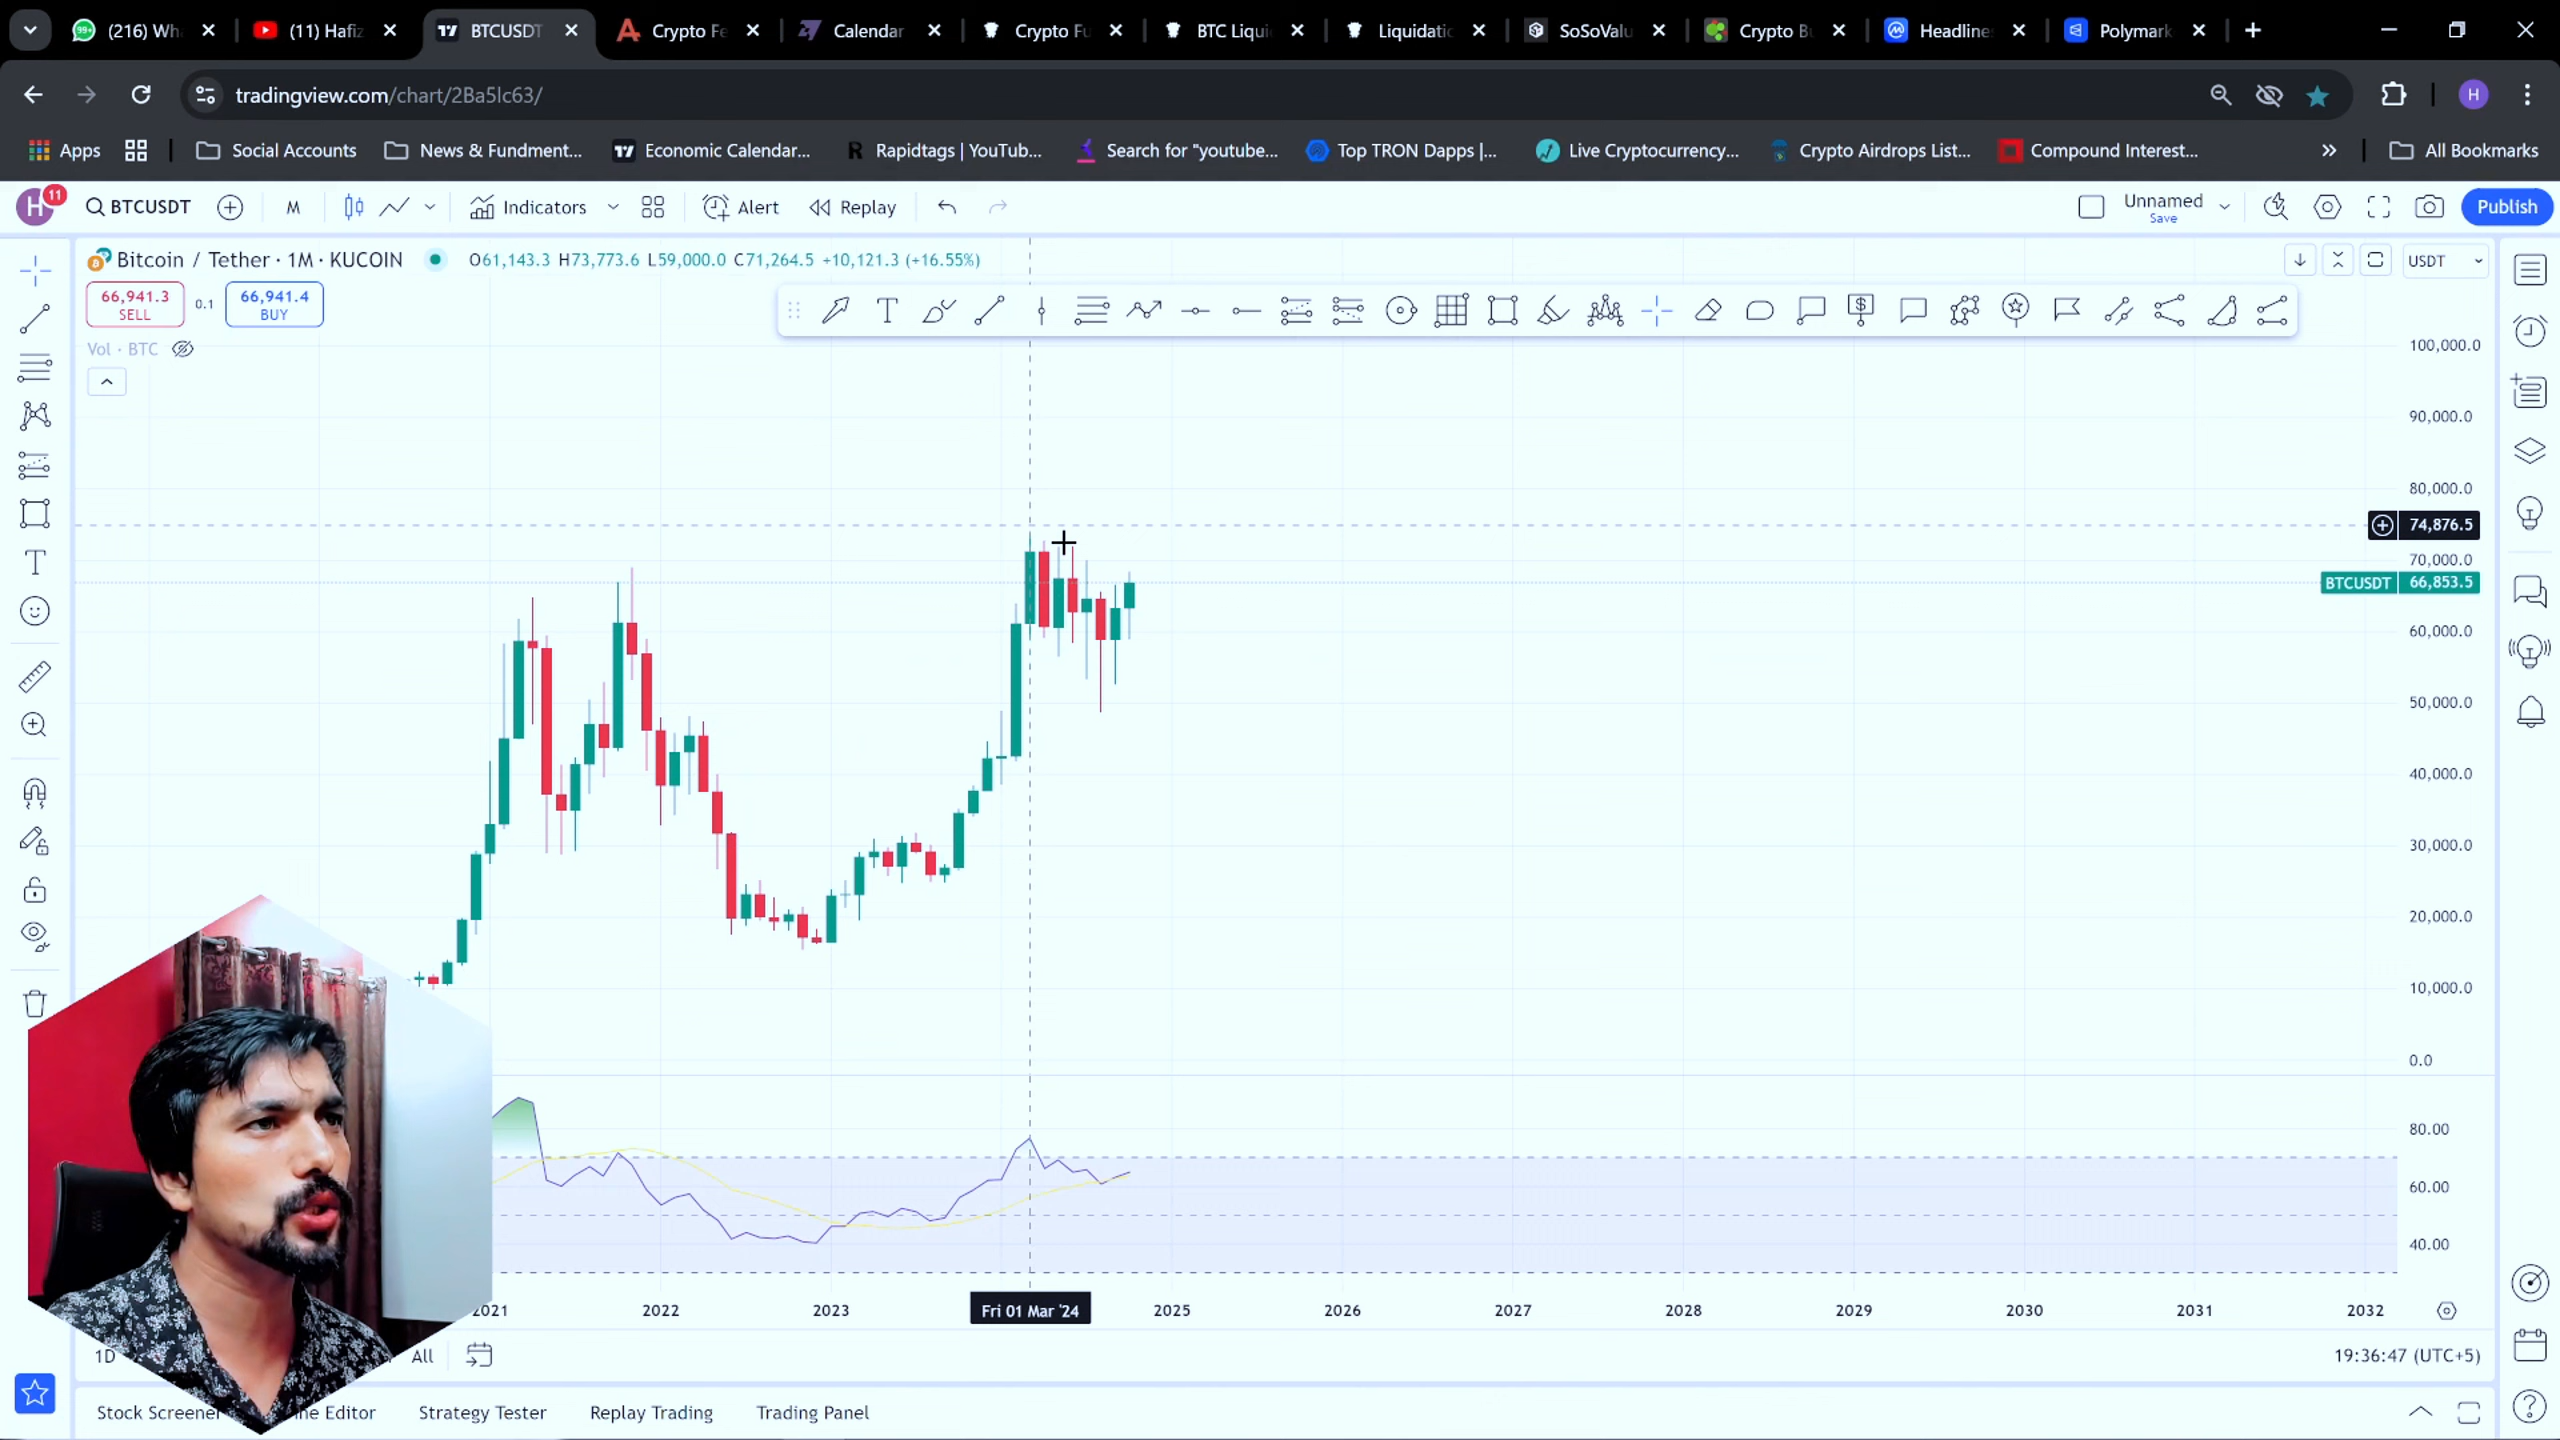 (216) Wh
(11) Hafiz
BTCUSDT
Crypto Fe
Calendar
Crypto Fu
BTC Liqui
Liquidatio
SoSoValu
Crypto Bu
Headline
Polymark
tradingview.com/chart/2Ba5lc63/
H
Apps
Social Accounts
News & Fundment...
Economic Calendar...
Rapidtags | YouTub...
Search for "youtube...
Top TRON Dapps |...
Live Cryptocurrency...
Crypto Airdrops List...
Compound Interest...
All Bookmarks
H 11
BTCUSDT
M
Indicators
Alert
Replay
Unnamed
Save
Publish
Bitcoin / Tether · 1M · KUCOIN
O61,143.3 H73,773.6 L59,000.0 C71,264.5 +10,121.3 (+16.55%)
USDT
66,941.3
SELL
0.1
66,941.4
BUY
Vol · BTC
100,000.0
90,000.0
80,000.0
74,876.5
70,000.0
BTCUSDT 66,853.5
60,000.0
50,000.0
40,000.0
30,000.0
20,000.0
10,000.0
0.0
80.00
60.00
40.00
2021 2022 2023 Fri 01 Mar '24 2025 2026 2027 2028 2029 2030 2031 2032
1D
All
19:36:47 (UTC+5)
Stock Screener
ne Editor
Strategy Tester
Replay Trading
Trading Panel